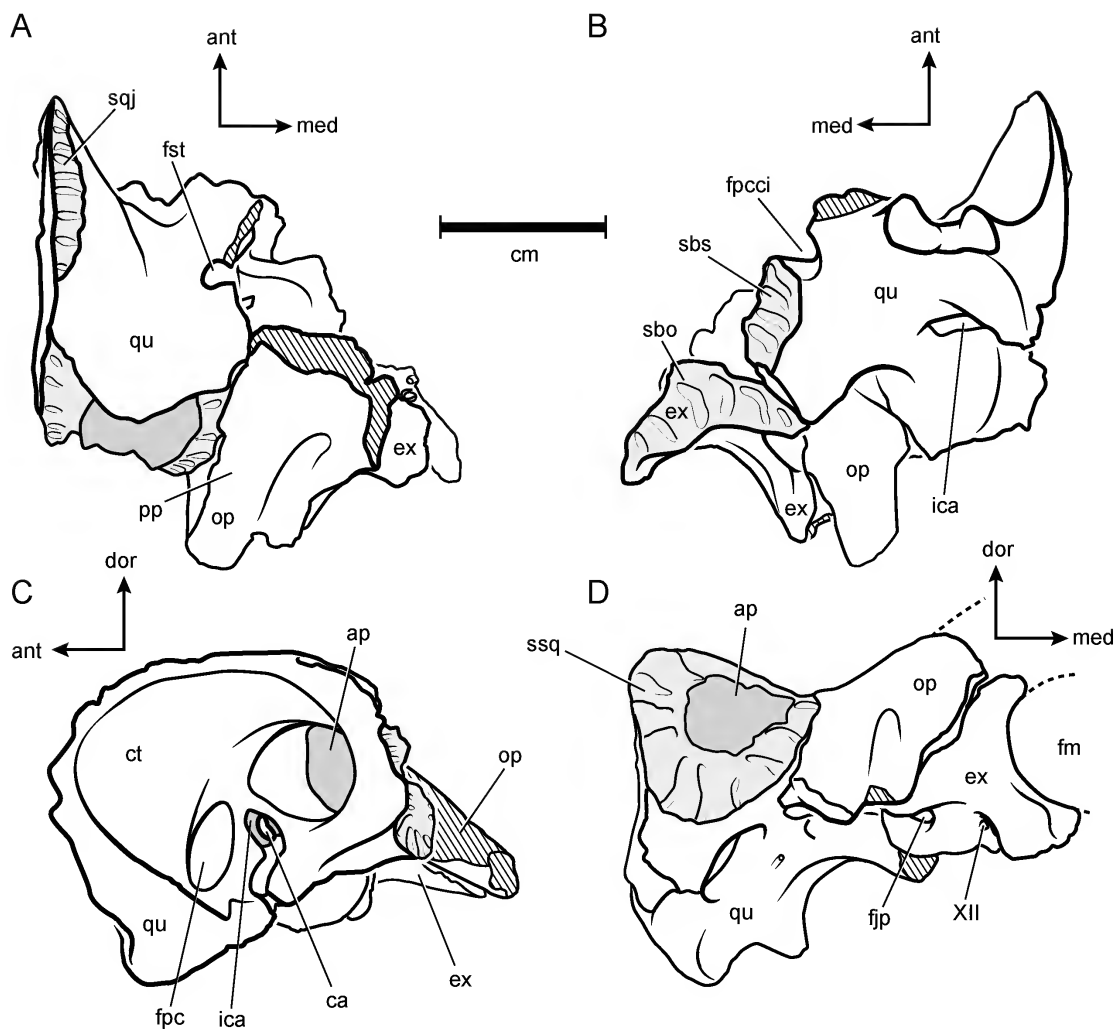 A
ant
med
sqj
fst
qu
pp
op
ex
cm
B
ant
med
fpcci
sbs
sbo
qu
ex
op
ex
ica
C
dor
ant
ap
ct
op
qu
fpc
ica
ca
ex
D
dor
med
ssq
ap
op
fm
ex
qu
fjp
XII